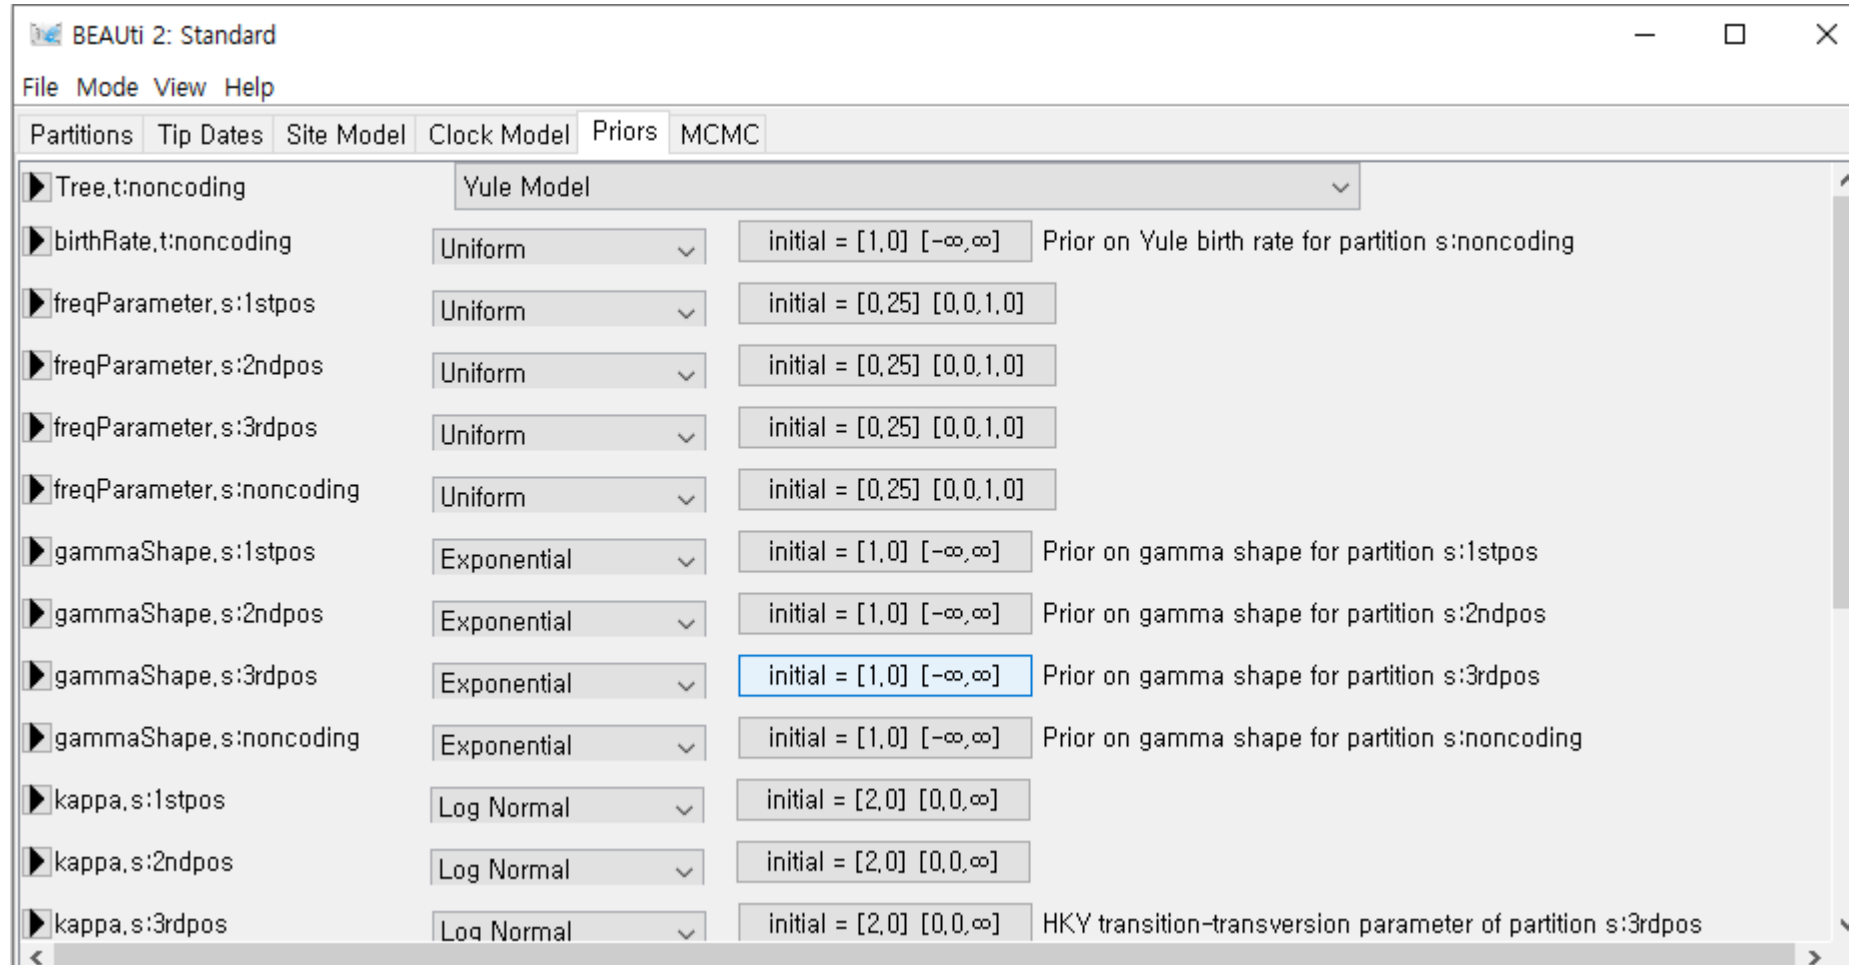 BEAUti 2: Standard
File Mode View Help
Partitions Tip Dates Site Model Clock Model Priors MCMC
Tree.t:noncoding Yule Model
birthRate.t:noncoding Uniform initial = [1.0] [-∞,∞] Prior on Yule birth rate for partition s:noncoding
freqParameter.s:1stpos Uniform initial = [0.25] [0.0,1.0]
freqParameter.s:2ndpos Uniform initial = [0.25] [0.0,1.0]
freqParameter.s:3rdpos Uniform initial = [0.25] [0.0,1.0]
freqParameter.s:noncoding Uniform initial = [0.25] [0.0,1.0]
gammaShape.s:1stpos Exponential initial = [1.0] [-∞,∞] Prior on gamma shape for partition s:1stpos
gammaShape.s:2ndpos Exponential initial = [1.0] [-∞,∞] Prior on gamma shape for partition s:2ndpos
gammaShape.s:3rdpos Exponential initial = [1.0] [-∞,∞] Prior on gamma shape for partition s:3rdpos
gammaShape.s:noncoding Exponential initial = [1.0] [-∞,∞] Prior on gamma shape for partition s:noncoding
kappa.s:1stpos Log Normal initial = [2.0] [0.0,∞]
kappa.s:2ndpos Log Normal initial = [2.0] [0.0,∞]
kappa.s:3rdpos Log Normal initial = [2.0] [0.0,∞] HKY transition-transversion parameter of partition s:3rdpos